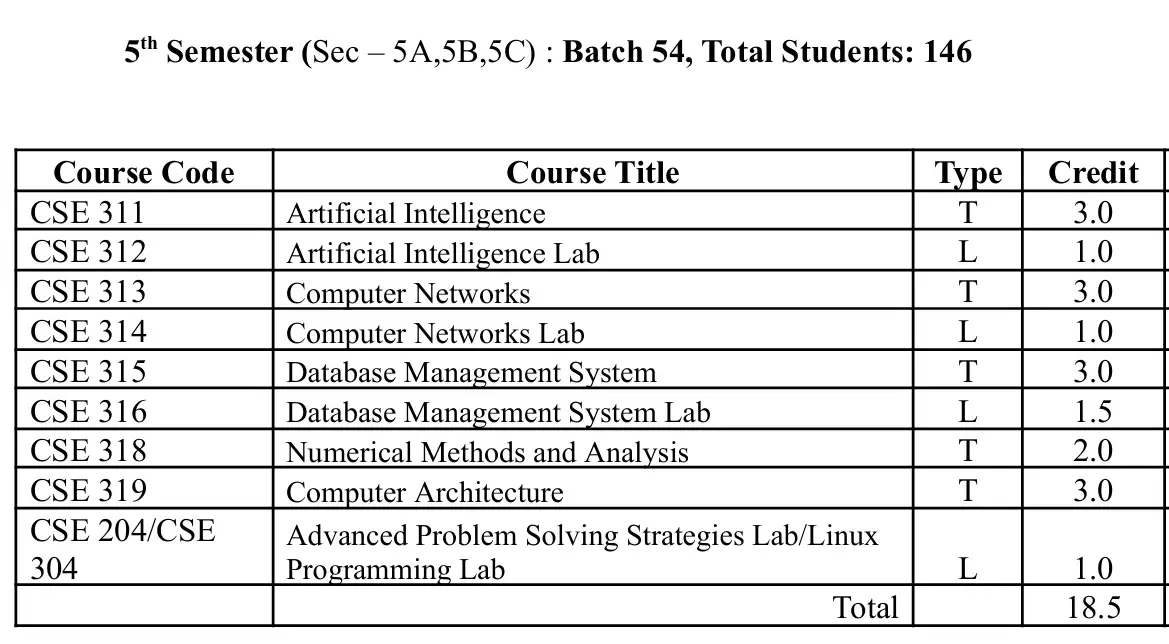 5th Semester (Sec – 5A,5B,5C) : Batch 54, Total Students: 146
Course Code Course Title Type Credit
CSE 311 Artificial Intelligence T 3.0
CSE 312 Artificial Intelligence Lab L 1.0
CSE 313 Computer Networks T 3.0
CSE 314 Computer Networks Lab L 1.0
CSE 315 Database Management System T 3.0
CSE 316 Database Management System Lab L 1.5
CSE 318 Numerical Methods and Analysis T 2.0
CSE 319 Computer Architecture T 3.0
CSE 204/CSE Advanced Problem Solving Strategies Lab/Linux
304 Programming Lab L 1.0
Total 18.5